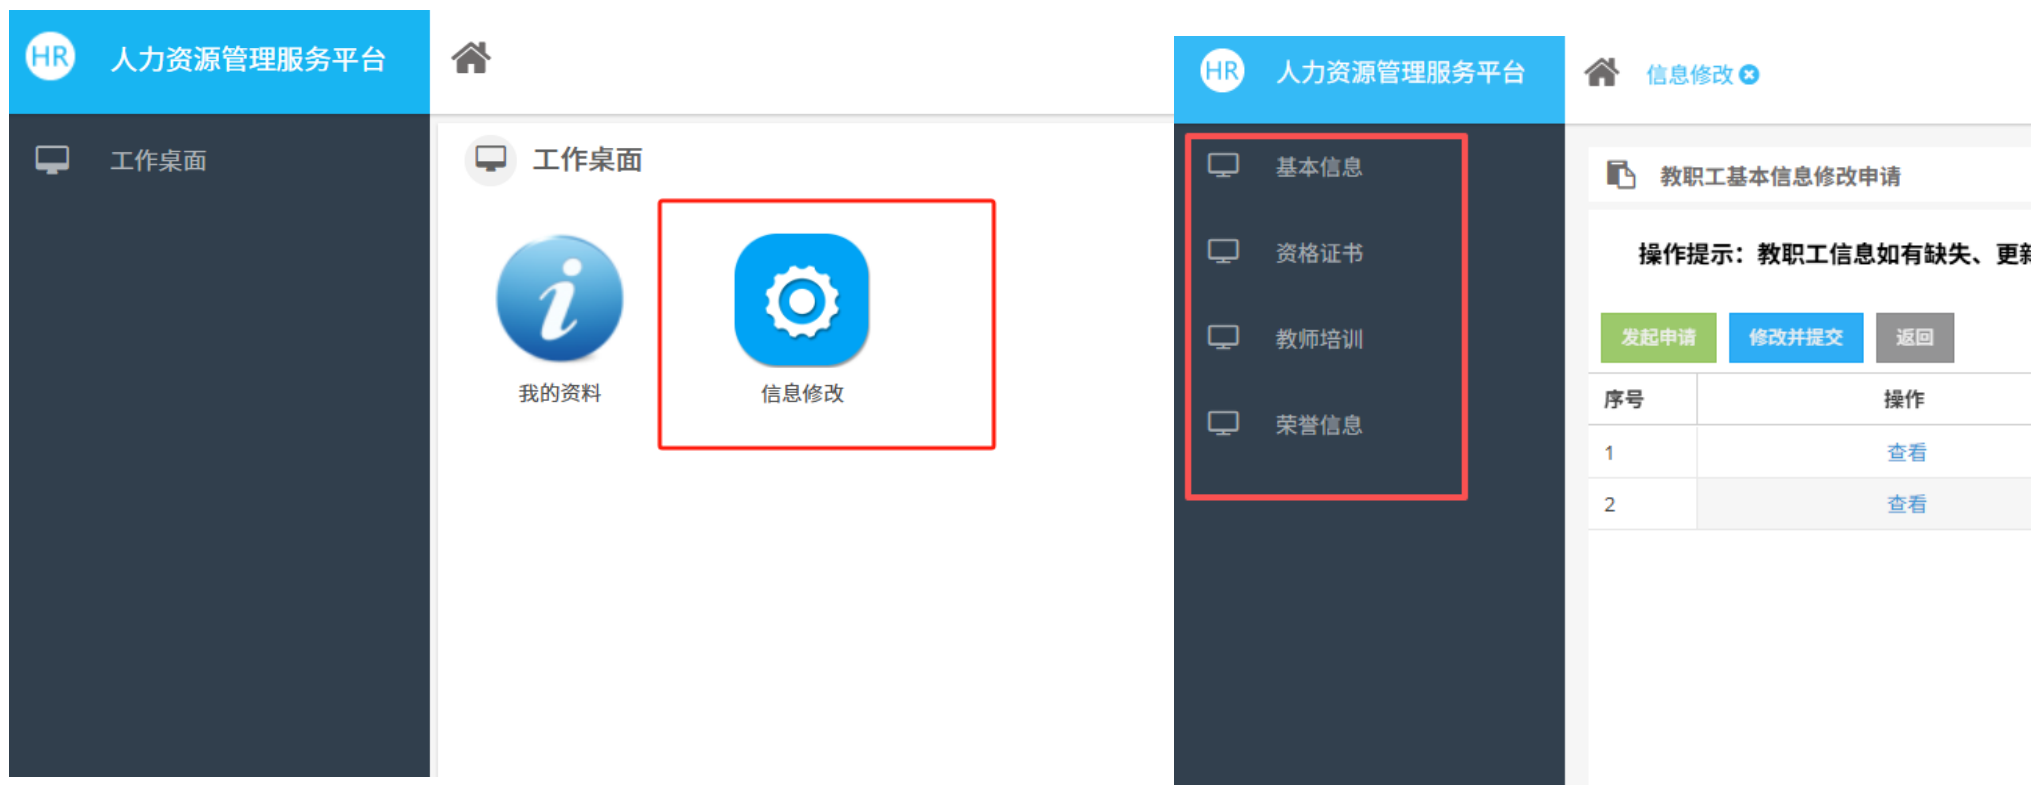 HR 人力资源管理服务平台
工作桌面
工作桌面
我的资料
信息修改
HR 人力资源管理服务平台
信息修改
基本信息
资格证书
教师培训
荣誉信息
教职工基本信息修改申请
操作提示：教职工信息如有缺失、更新
发起申请 修改并提交 返回
序号 操作
1 查看
2 查看